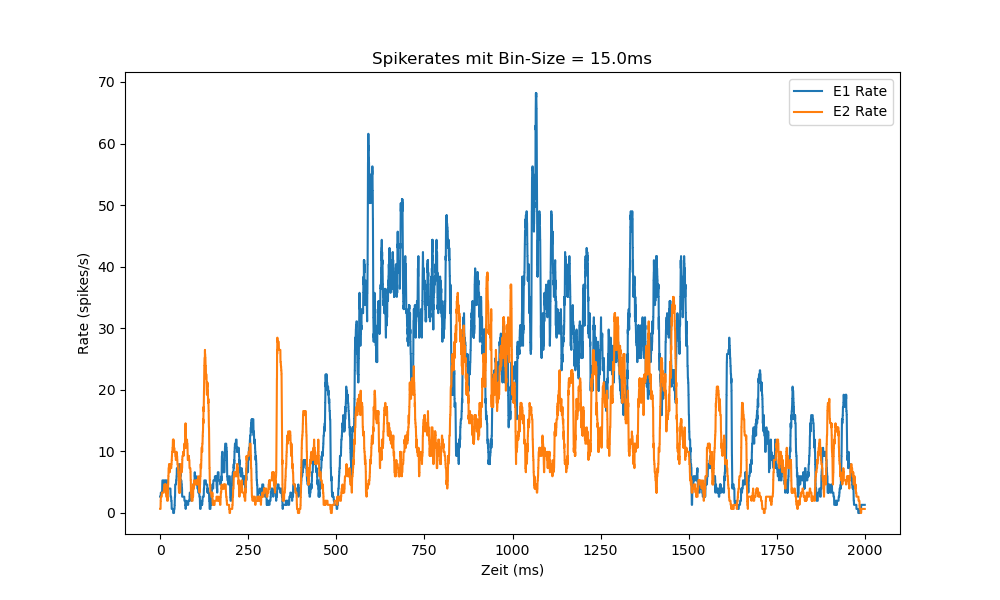 Spikerates mit Bin-Size = 15.0ms
E1 Rate
E2 Rate
Rate (spikes/s)
70
60
50
40
30
20
10
0
0 250 500 750 1000 1250 1500 1750 2000
Zeit (ms)